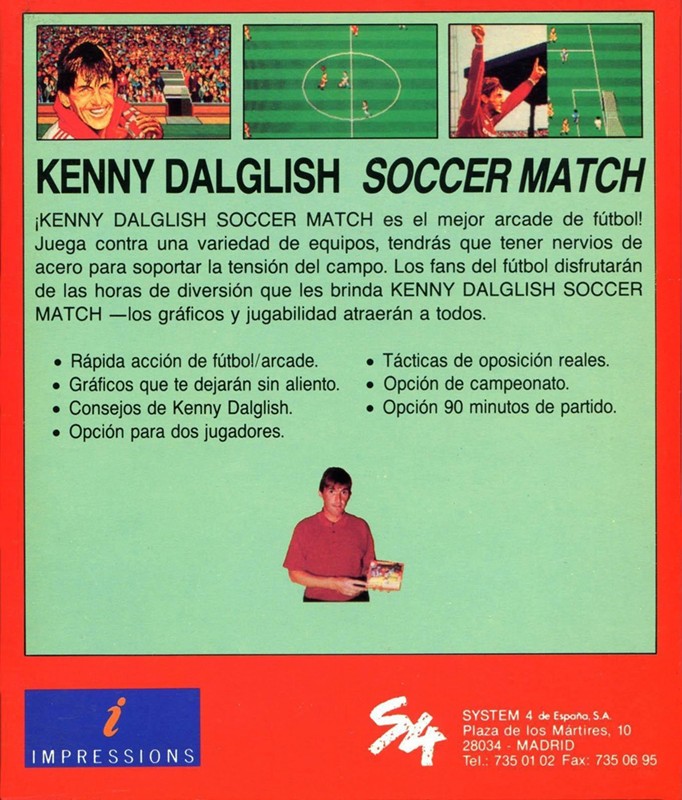 KENNY DALGLISH SOCCER MATCH
¡KENNY DALGLISH SOCCER MATCH es el mejor arcade de fútbol!
Juega contra una variedad de equipos, tendrás que tener nervios de
acero para soportar la tensión del campo. Los fans del fútbol disfrutarán
de las horas de diversión que les brinda KENNY DALGLISH SOCCER
MATCH —los gráficos y jugabilidad atraerán a todos.
• Rápida acción de fútbol/arcade.
• Gráficos que te dejarán sin aliento.
• Consejos de Kenny Dalglish.
• Opción para dos jugadores.
• Tácticas de oposición reales.
• Opción de campeonato.
• Opción 90 minutos de partido.
i
IMPRESSIONS
S4
SYSTEM 4 de España, S.A.
Plaza de los Mártires, 10
28034 - MADRID
Tel.: 735 01 02 Fax: 735 06 95